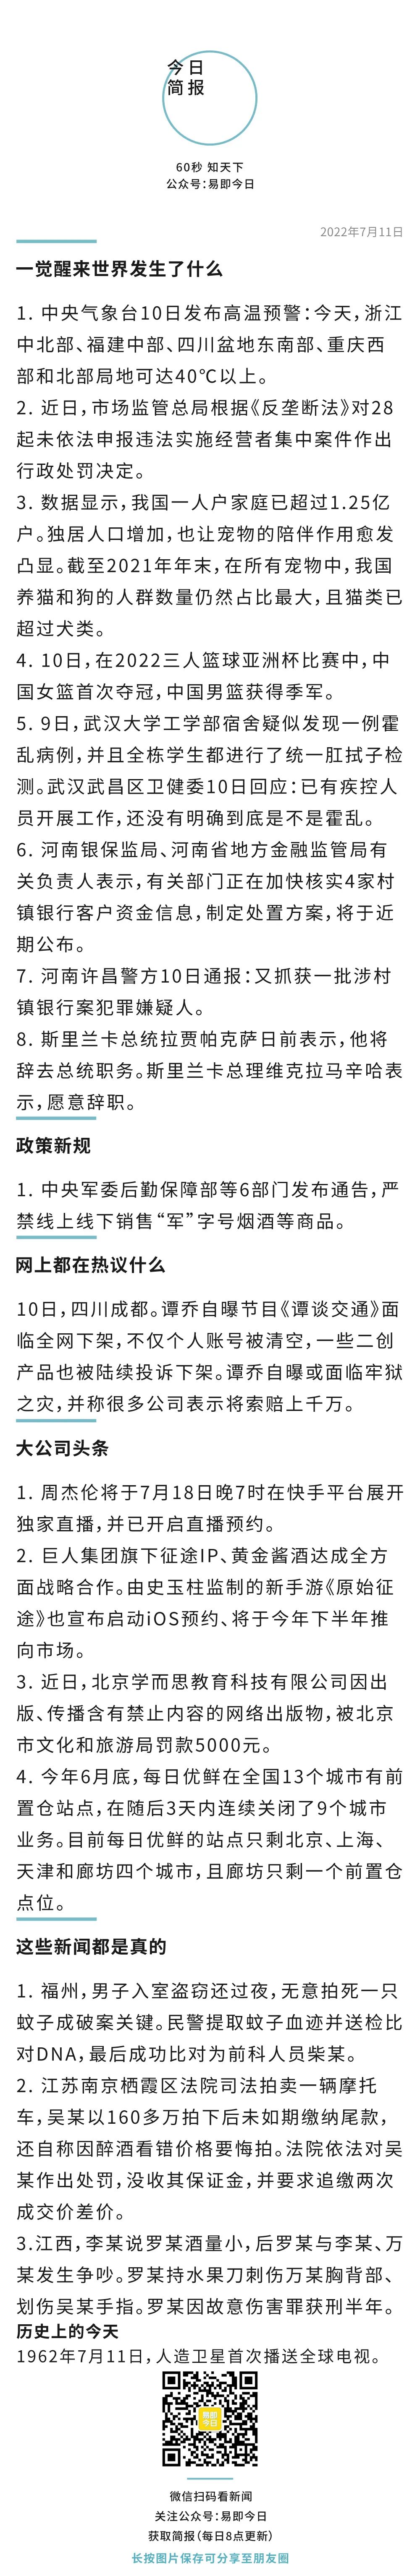 今日
简报
60秒 知天下
公众号：易即今日
2022年7月11日
一觉醒来世界发生了什么
1. 中央气象台10日发布高温预警：今天，浙江
中北部、福建中部、四川盆地东南部、重庆西
部和北部局地可达40℃以上。
2. 近日，市场监管总局根据《反垄断法》对28
起未依法申报违法实施经营者集中案件作出
行政处罚决定。
3. 数据显示，我国一人户家庭已超过1.25亿
户。独居人口增加，也让宠物的陪伴作用愈发
凸显。截至2021年年末，在所有宠物中，我国
养猫和狗的人群数量仍然占比最大，且猫类已
超过犬类。
4. 10日，在2022三人篮球亚洲杯比赛中，中
国女篮首次夺冠，中国男篮获得季军。
5. 9日，武汉大学工学部宿舍疑似发现一例霍
乱病例，并且全栋学生都进行了统一肛拭子检
测。武汉武昌区卫健委10日回应：已有疾控人
员开展工作，还没有明确到底是不是霍乱。
6. 河南银保监局、河南省地方金融监管局有
关负责人表示，有关部门正在加快核实4家村
镇银行客户资金信息，制定处置方案，将于近
期公布。
7. 河南许昌警方10日通报：又抓获一批涉村
镇银行案犯罪嫌疑人。
8. 斯里兰卡总统拉贾帕克萨日前表示，他将
辞去总统职务。斯里兰卡总理维克拉马辛哈表
示，愿意辞职。
政策新规
1. 中央军委后勤保障部等6部门发布通告，严
禁线上线下销售“军”字号烟酒等商品。
网上都在热议什么
10日，四川成都。谭乔自曝节目《谭谈交通》面
临全网下架，不仅个人账号被清空，一些二创
产品也被陆续投诉下架。谭乔自曝或面临牢狱
之灾，并称很多公司表示将索赔上千万。
大公司头条
1. 周杰伦将于7月18日晚7时在快手平台展开
独家直播，并已开启直播预约。
2. 巨人集团旗下征途IP、黄金酱酒达成全方
面战略合作。由史玉柱监制的新手游《原始征
途》也宣布启动iOS预约、将于今年下半年推
向市场。
3. 近日，北京学而思教育科技有限公司因出
版、传播含有禁止内容的网络出版物，被北京
市文化和旅游局罚款5000元。
4. 今年6月底，每日优鲜在全国13个城市有前
置仓站点，在随后3天内连续关闭了9个城市
业务。目前每日优鲜的站点只剩北京、上海、
天津和廊坊四个城市，且廊坊只剩一个前置仓
点位。
这些新闻都是真的
1. 福州，男子入室盗窃还过夜，无意拍死一只
蚊子成破案关键。民警提取蚊子血迹并送检比
对DNA，最后成功比对为前科人员柴某。
2. 江苏南京栖霞区法院司法拍卖一辆摩托
车，吴某以160多万拍下后未如期缴纳尾款，
还自称因醉酒看错价格要悔拍。法院依法对吴
某作出处罚，没收其保证金，并要求追缴两次
成交价差价。
3.江西，李某说罗某酒量小，后罗某与李某、万
某发生争吵。罗某持水果刀刺伤万某胸背部、
划伤吴某手指。罗某因故意伤害罪获刑半年。
历史上的今天
1962年7月11日，人造卫星首次播送全球电视。
易即
今日
微信扫码看新闻
关注公众号：易即今日
获取简报（每日8点更新）
长按图片保存可分享至朋友圈